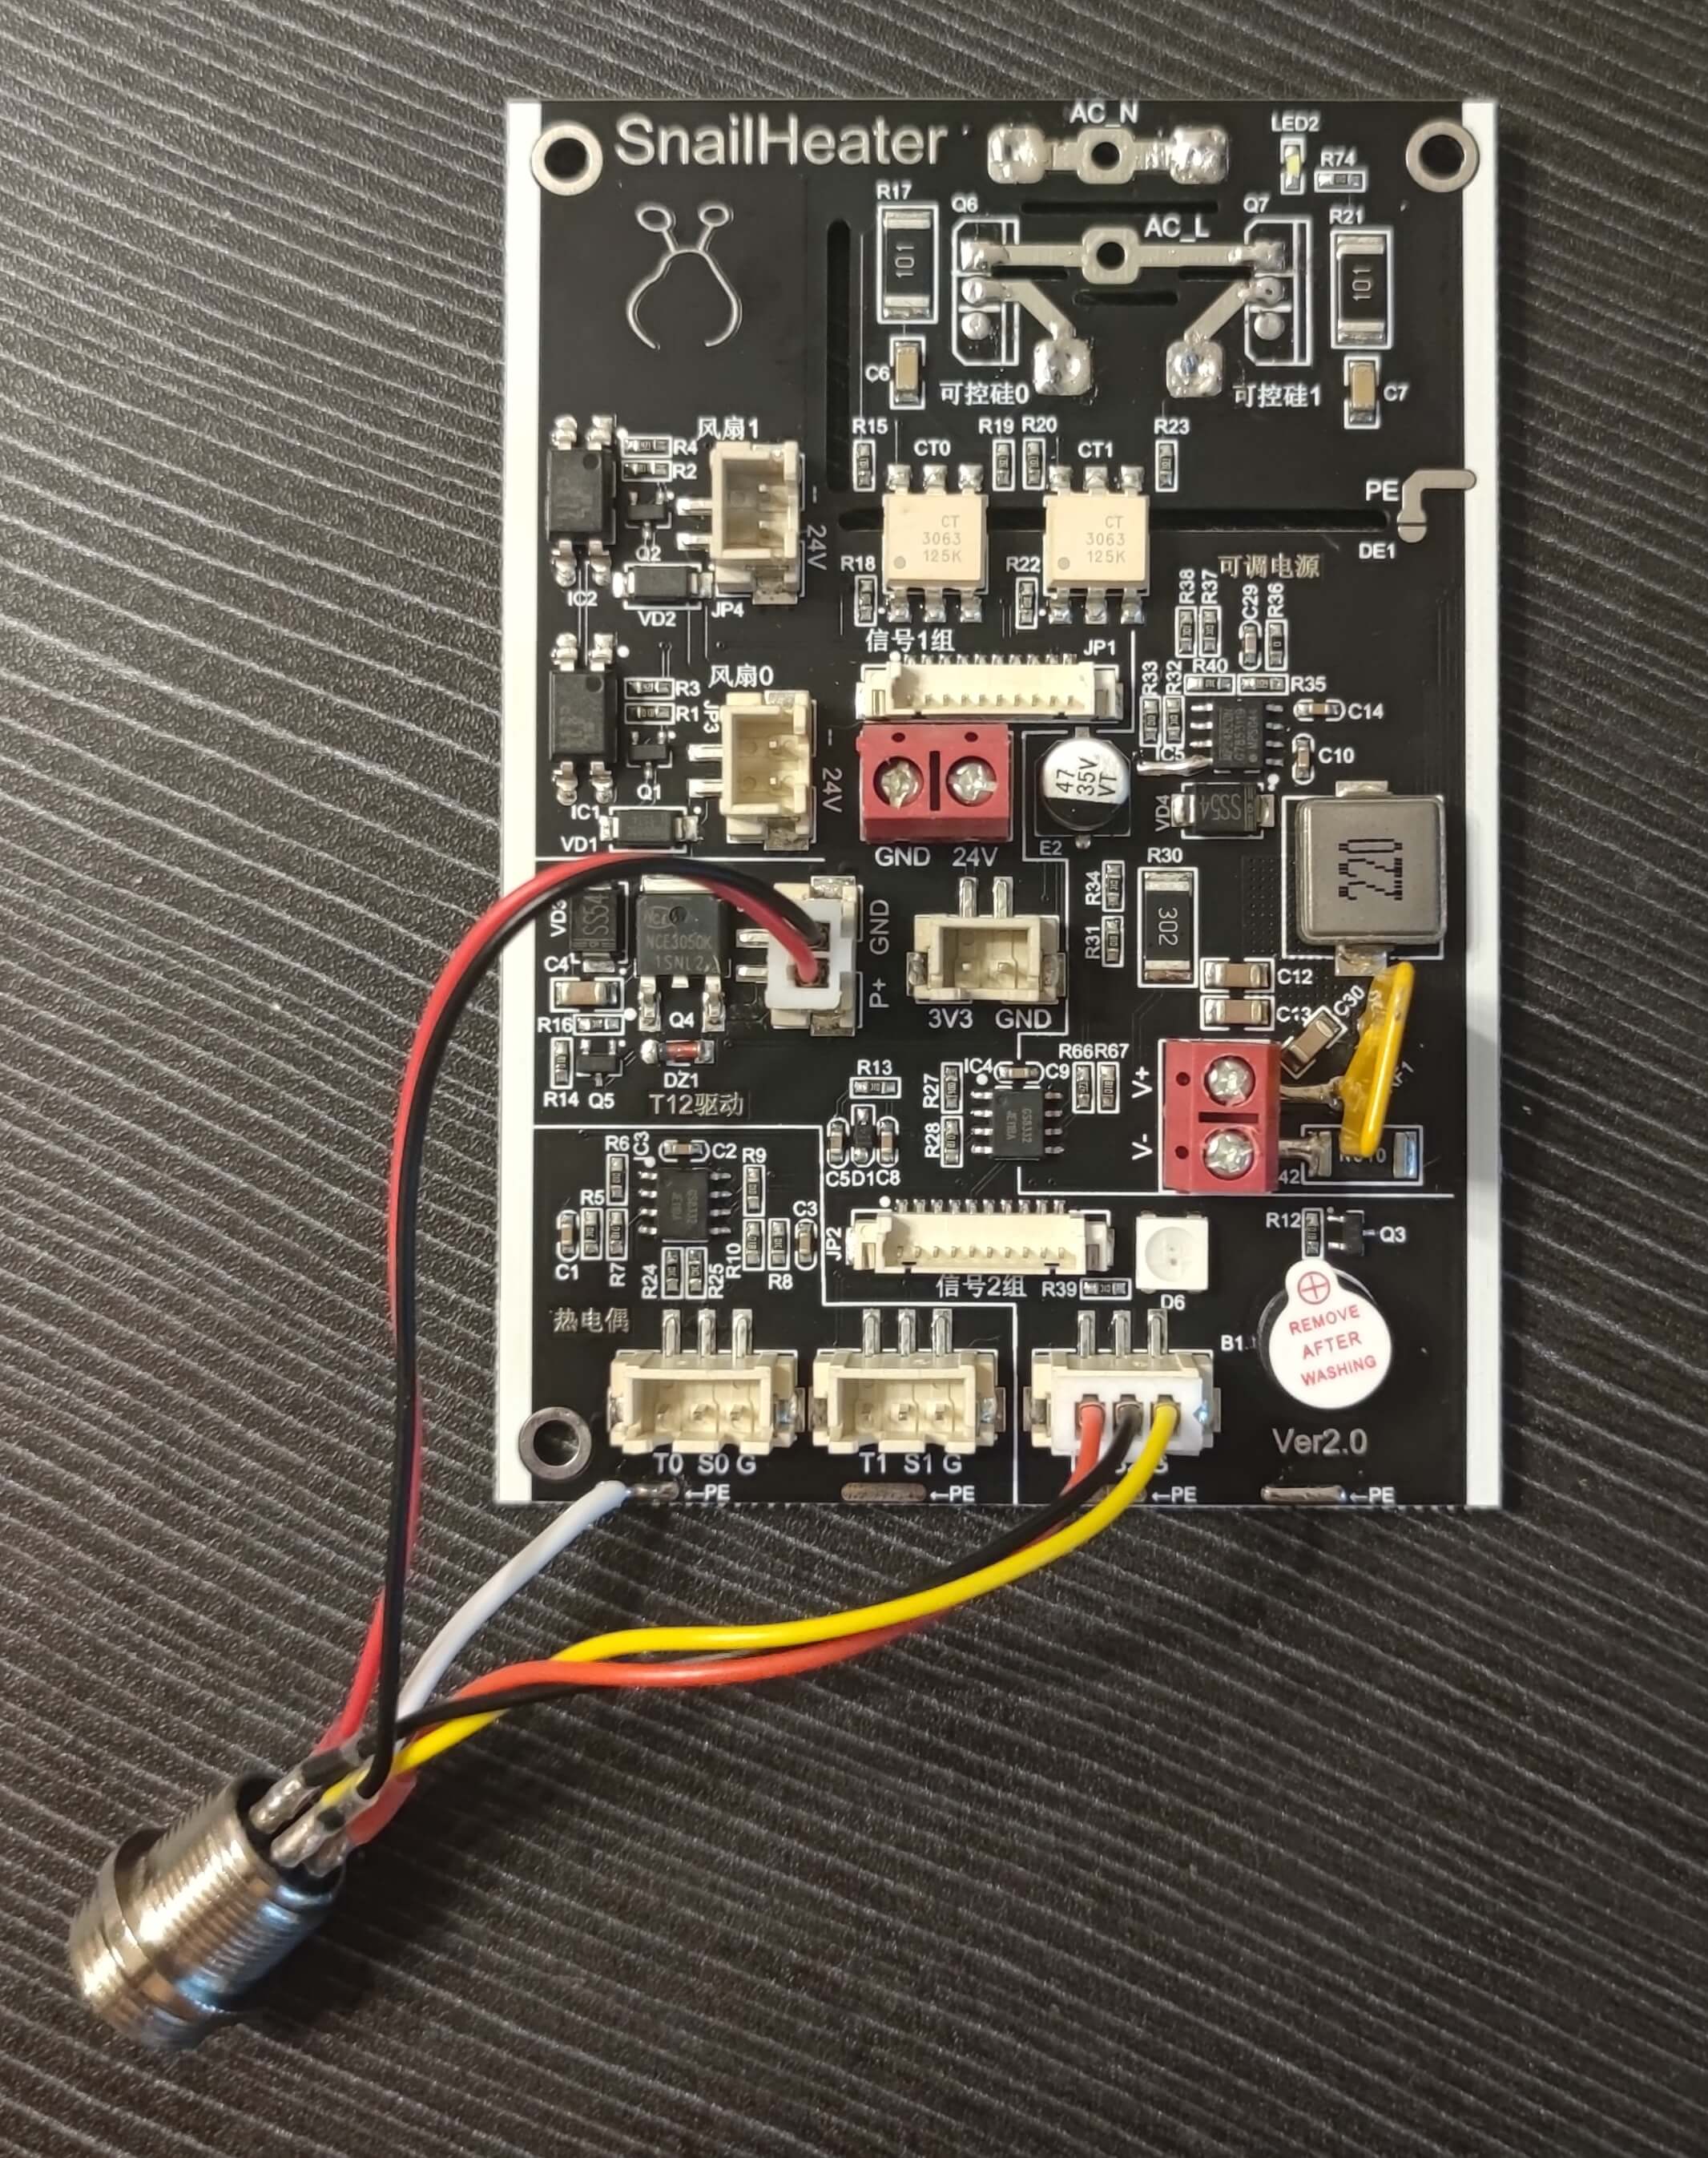 SnailHeater
AC_N
LED2
R74
R17
Q6
Q7
R21
AC_L
101
101
C6
C7
可控硅0
可控硅1
风扇1
R4
R2
R15
R19
R20
R23
CT0
CT1
PE
Q2
24V
-
CT
3063
125K
CT
3063
125K
DE1
R18
R22
可调电源
IC2
VD2
JP4
R38
R37
C29
R36
信号1组
JP1
风扇0
R3
R1
JP3
R33
R32
R40
R35
C14
C5
C10
Q1
-
24V
47
35V
VT
IC1
VD1
VD4
SS54
220
GND 24V
E2
R30
R34
VD3
SS54
NCE3050K
GND
P+
R31
302
C4
C12
C13
C30
R16
Q4
3V3 GND
DZ1
R14
Q5
T12驱动
R13
R27
IC4
C9
R66
R67
V+
R28
GS8332
V-
C5
D1
C8
R6
C3
C2
R9
R5
C3
C1
R7
R24
R25
R10
R8
JP2
信号2组
R39
D6
R12
Q3
热电偶
B1
REMOVE
AFTER
WASHING
T0 S0 G
T1 S1 G
Ver2.0
←PE
←PE
←PE
←PE